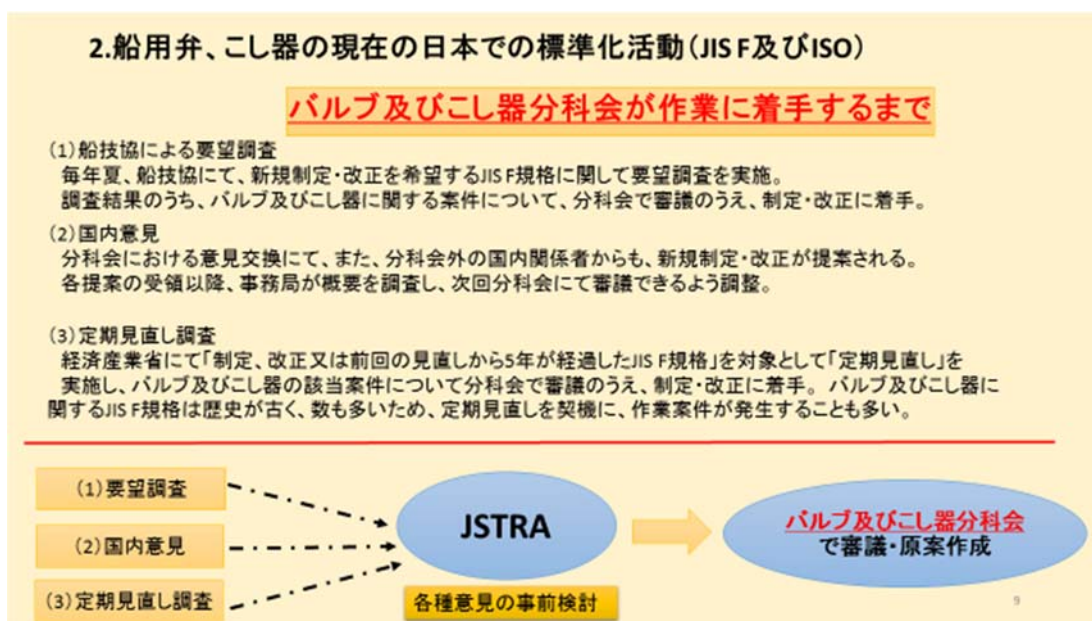 2.船用弁、こし器の現在の日本での標準化活動(JIS F及びISO)
バルブ及びこし器分科会が作業に着手するまで
(1)船技協による要望調査
毎年夏、船技協にて、新規制定・改正を希望するJIS F規格に関して要望調査を実施。
調査結果のうち、バルブ及びこし器に関する案件について、分科会で審議のうえ、制定・改正に着手。
(2)国内意見
分科会における意見交換にて、また、分科会外の国内関係者からも、新規制定・改正が提案される。
各提案の受領以降、事務局が概要を調査し、次回分科会にて審議できるよう調整。
(3)定期見直し調査
経済産業省にて「制定、改正又は前回の見直しから5年が経過したJIS F規格」を対象として「定期見直し」を
実施し、バルブ及びこし器の該当案件について分科会で審議のうえ、制定・改正に着手。 バルブ及びこし器に
関するJIS F規格は歴史が古く、数も多いため、定期見直しを契機に、作業案件が発生することも多い。
(1)要望調査
(2)国内意見
(3)定期見直し調査
JSTRA
各種意見の事前検討
バルブ及びこし器分科会
で審議・原案作成
9